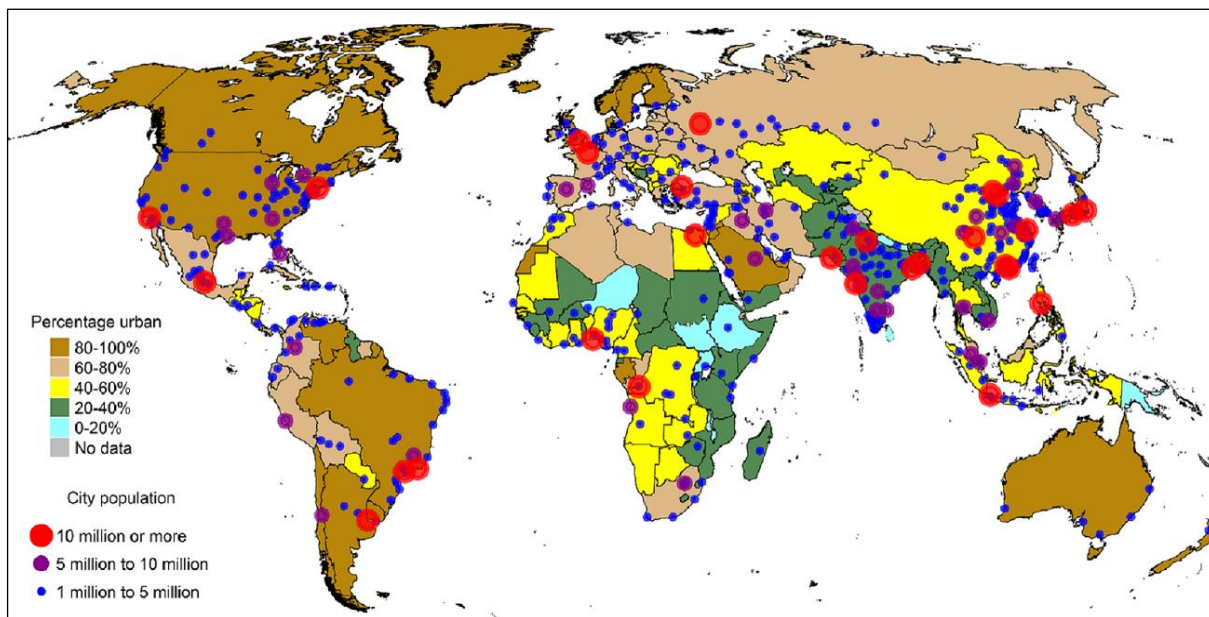 Percentage urban
80-100%
60-80%
40-60%
20-40%
0-20%
No data
City population
10 million or more
5 million to 10 million
1 million to 5 million